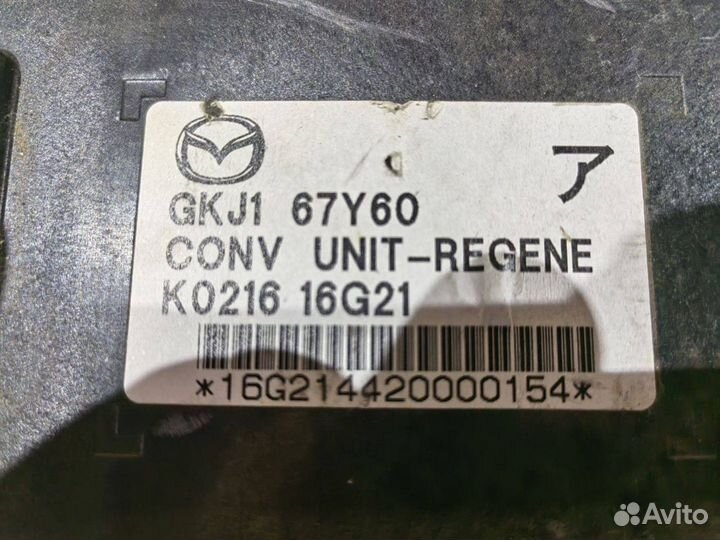 ア
GKJ1 67Y60
CONV UNIT-REGENE
K0216 16G21
*16G214420000154*
Avito